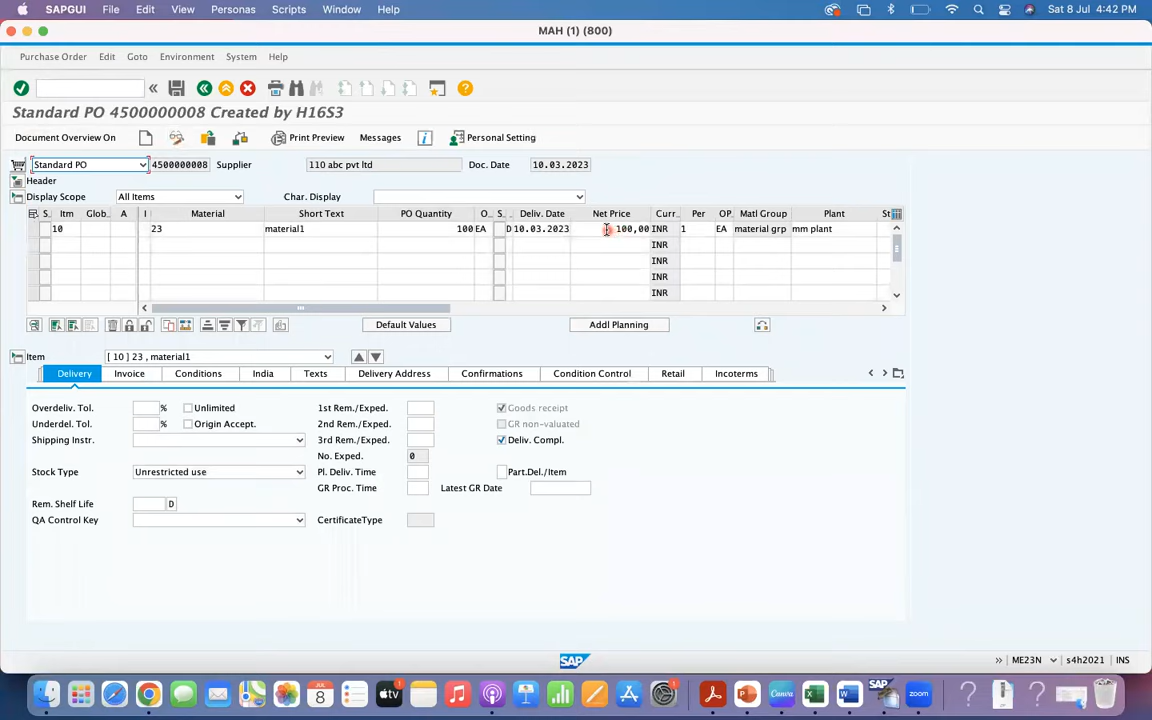 SAPGUI File Edit View Personas Scripts Window Help Sat 8 Jul 4:42 PM
MAH (1) (800)
Purchase Order Edit Goto Environment System Help
Standard PO 4500000008 Created by H16S3
Document Overview On Print Preview Messages Personal Setting
Standard PO 4500000008 Supplier 110 abc pvt ltd Doc. Date 10.03.2023
Header
Display Scope All Items Char. Display
S. Itm Glob. A I Material Short Text PO Quantity O.. S.. Deliv. Date Net Price Curr.. Per OP. Matl Group Plant St
10 23 material1 100 EA D 10.03.2023 100,00 INR 1 EA material grp mm plant
INR
INR
INR
INR
Default Values Addl Planning
Item [ 10 ] 23 , material1
Delivery Invoice Conditions India Texts Delivery Address Confirmations Condition Control Retail Incoterms
Overdeliv. Tol. % Unlimited 1st Rem./Exped. Goods receipt
Underdel. Tol. % Origin Accept. 2nd Rem./Exped. GR non-valuated
Shipping Instr. 3rd Rem./Exped. Deliv. Compl.
No. Exped. 0
Stock Type Unrestricted use Pl. Deliv. Time Part.Del./Item
GR Proc. Time Latest GR Date
Rem. Shelf Life D
QA Control Key CertificateType
SAP ME23N s4h2021 INS
JUL
8
tv
1
SAP
zoom